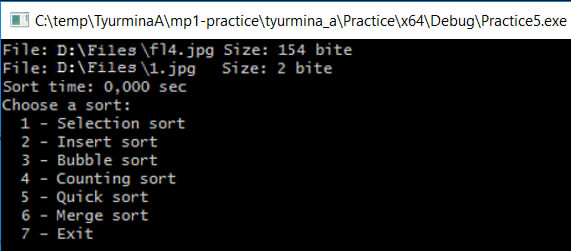 C:\temp\TyurminaA\mp1-practice\tyurmina_a\Practice\x64\Debug\Practice5.exe
File: D:\Files\fl4.jpg Size: 154 bite
File: D:\Files\1.jpg   Size: 2 bite
Sort time: 0,000 sec
Choose a sort:
  1 - Selection sort
  2 - Insert sort
  3 - Bubble sort
  4 - Counting sort
  5 - Quick sort
  6 - Merge sort
  7 - Exit